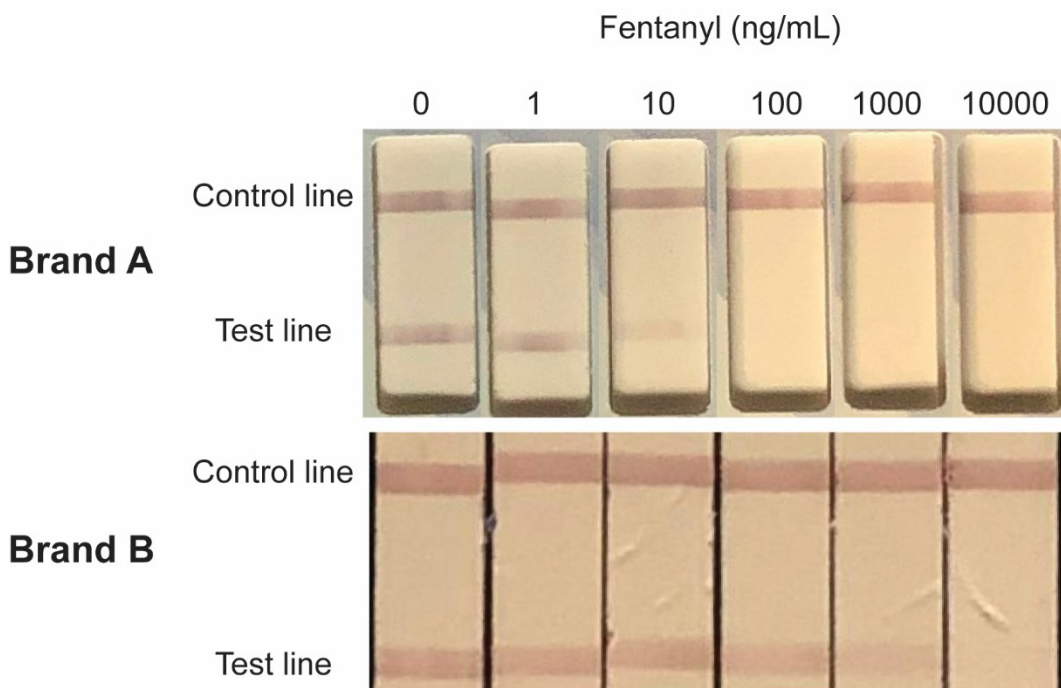 Fentanyl (ng/mL)
0 1 10 100 1000 10000
Control line
Brand A
Test line
Control line
Brand B
Test line